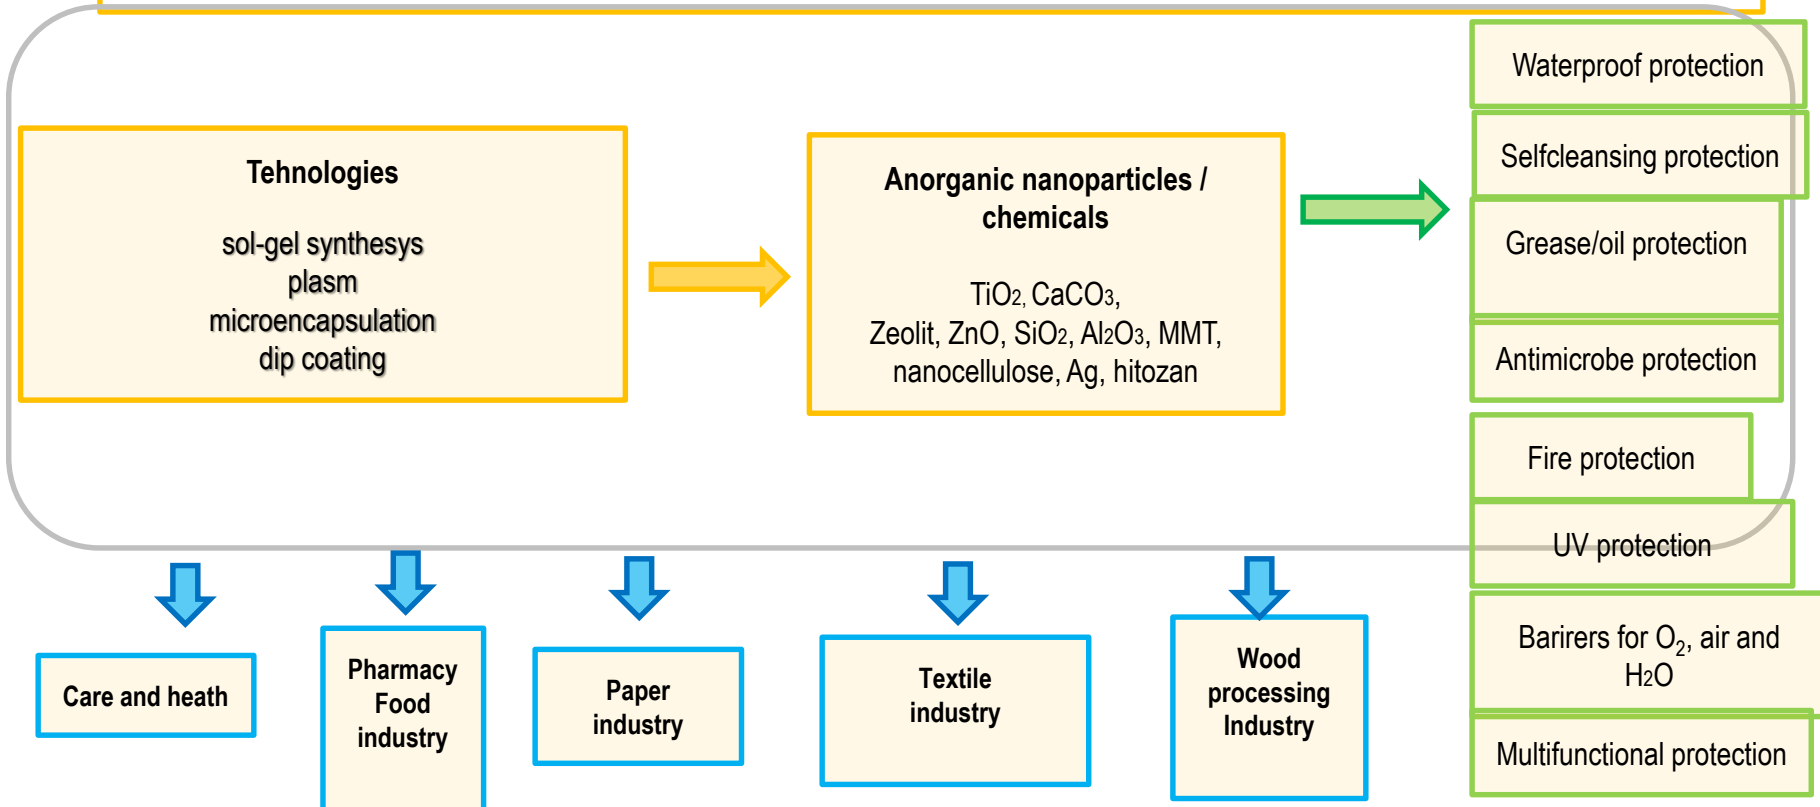 Tehnologies
sol-gel synthesys
plasm
microencapsulation
dip coating
Anorganic nanoparticles /
chemicals
TiO2, CaCO3,
Zeolit, ZnO, SiO2, Al2O3, MMT,
nanocellulose, Ag, hitozan
Waterproof protection
Selfcleansing protection
Grease/oil protection
Antimicrobe protection
Fire protection
UV protection
Barirers for O2, air and
H2O
Multifunctional protection
Care and heath
Pharmacy
Food
industry
Paper
industry
Textile
industry
Wood
processing
Industry